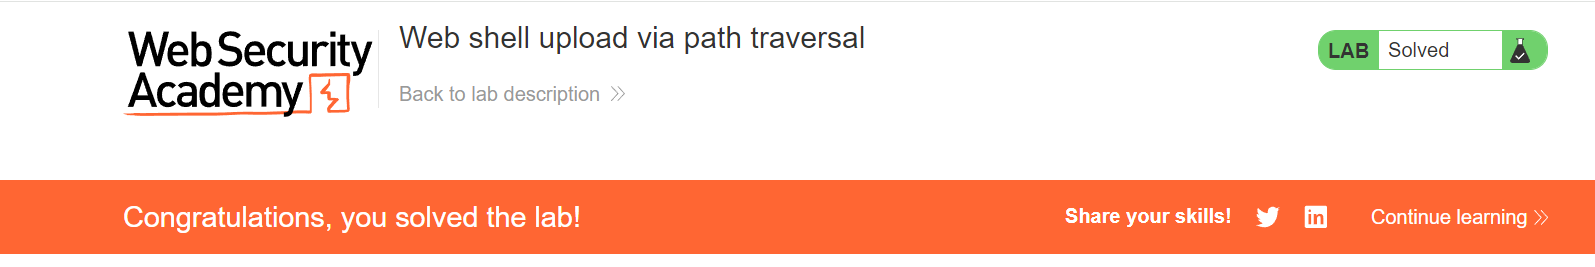 Web Security
Academy
Web shell upload via path traversal
Back to lab description
LAB Solved
Congratulations, you solved the lab!
Share your skills!
in
Continue learning